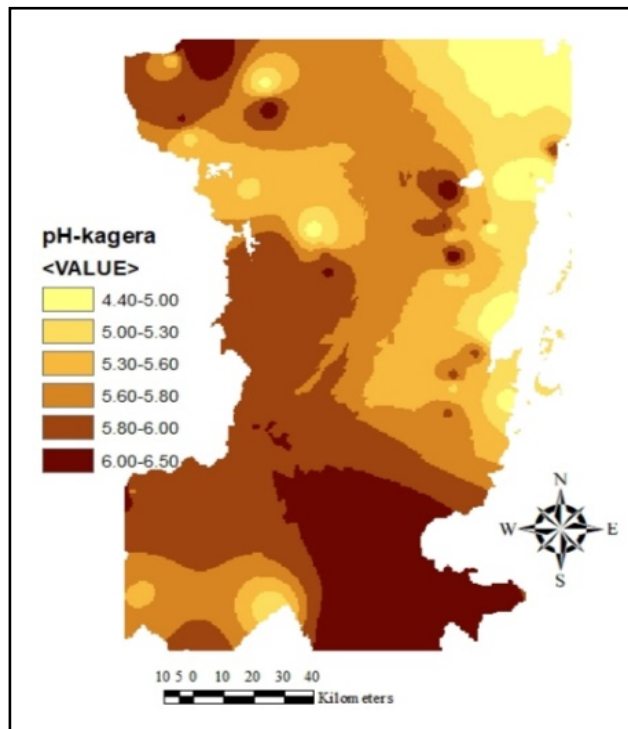 pH-kagera
<VALUE>
4.40-5.00
5.00-5.30
5.30-5.60
5.60-5.80
5.80-6.00
6.00-6.50
N
W E
S
10 5 0 10 20 30 40
Kilometers